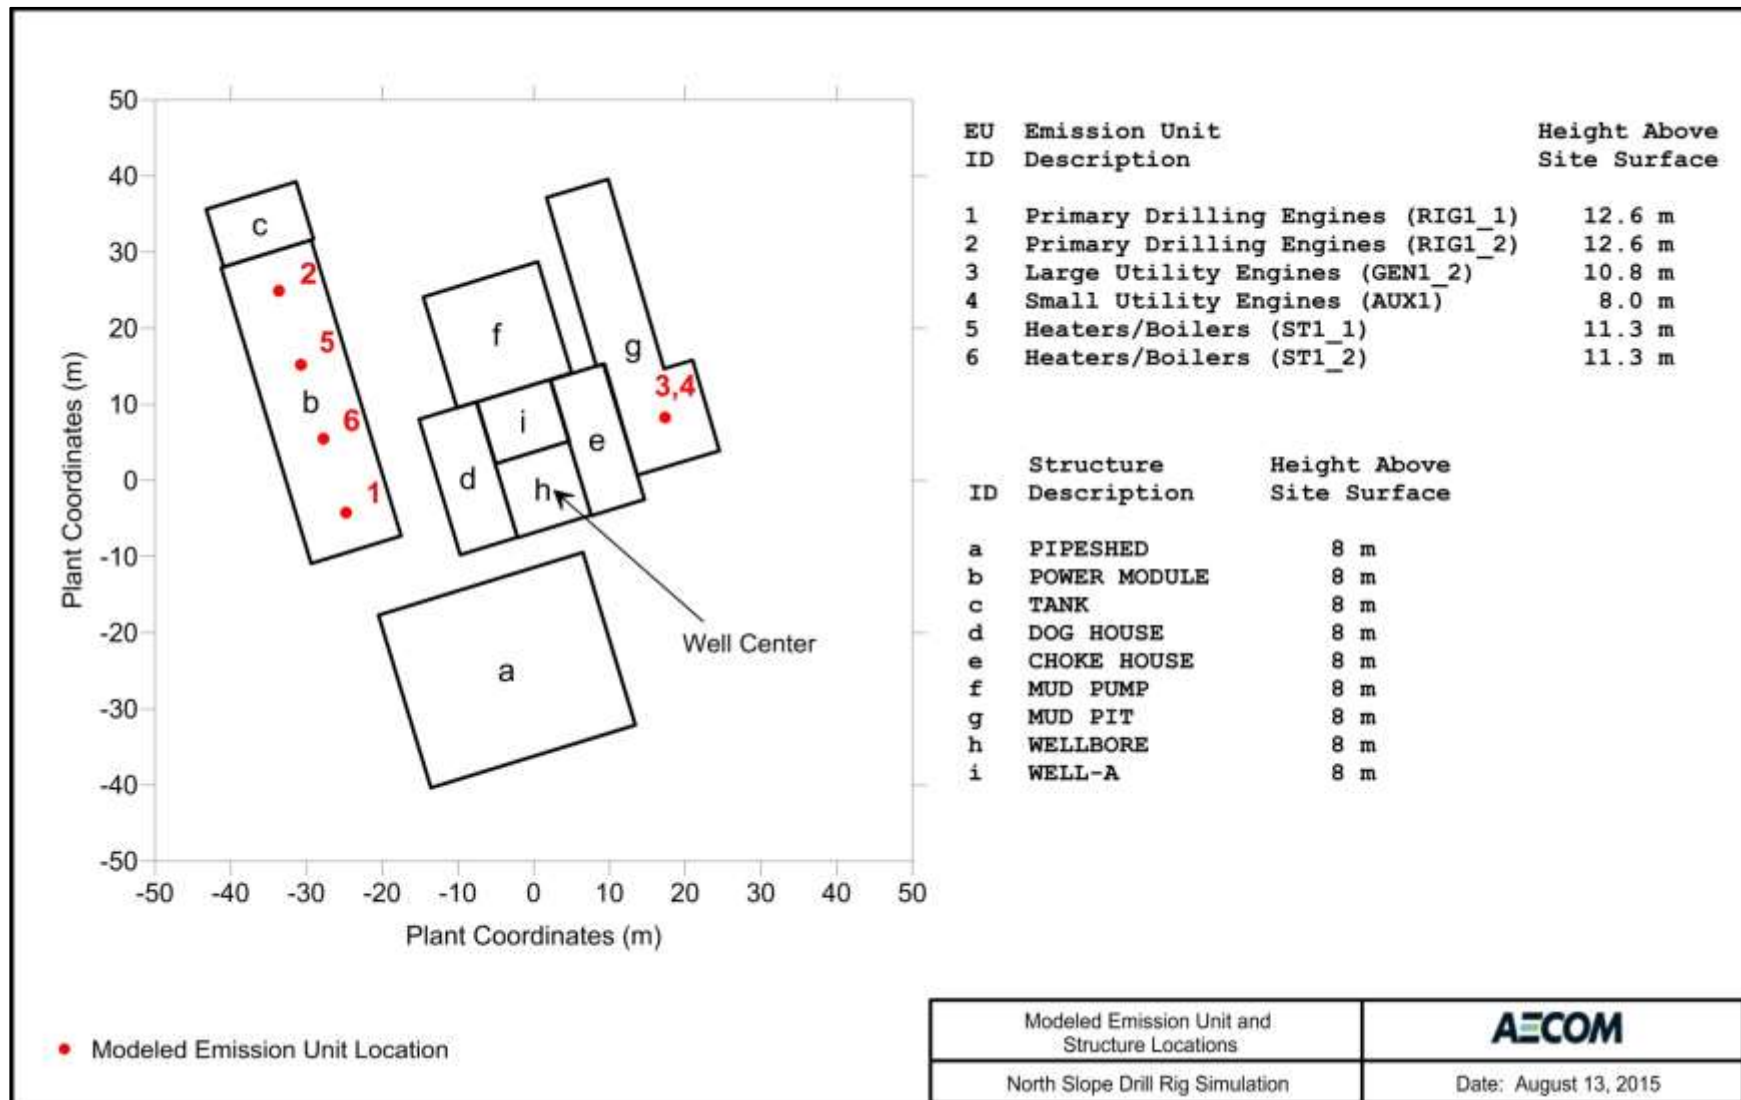 50
40
30
20
10
0
-10
-20
-30
-40
-50
-50 -40 -30 -20 -10 0 10 20 30 40 50
Plant Coordinates (m)
Plant Coordinates (m)
c
2
5
b
6
1
f
g
3,4
i
e
d
h
Well Center
a
EU Emission Unit Height Above
ID Description Site Surface
1 Primary Drilling Engines (RIG1_1) 12.6 m
2 Primary Drilling Engines (RIG1_2) 12.6 m
3 Large Utility Engines (GEN1_2) 10.8 m
4 Small Utility Engines (AUX1) 8.0 m
5 Heaters/Boilers (ST1_1) 11.3 m
6 Heaters/Boilers (ST1_2) 11.3 m
Structure Height Above
ID Description Site Surface
a PIPESHED 8 m
b POWER MODULE 8 m
c TANK 8 m
d DOG HOUSE 8 m
e CHOKE HOUSE 8 m
f MUD PUMP 8 m
g MUD PIT 8 m
h WELLBORE 8 m
i WELL-A 8 m
Modeled Emission Unit Location
Modeled Emission Unit and
Structure Locations
AECOM
North Slope Drill Rig Simulation
Date: August 13, 2015